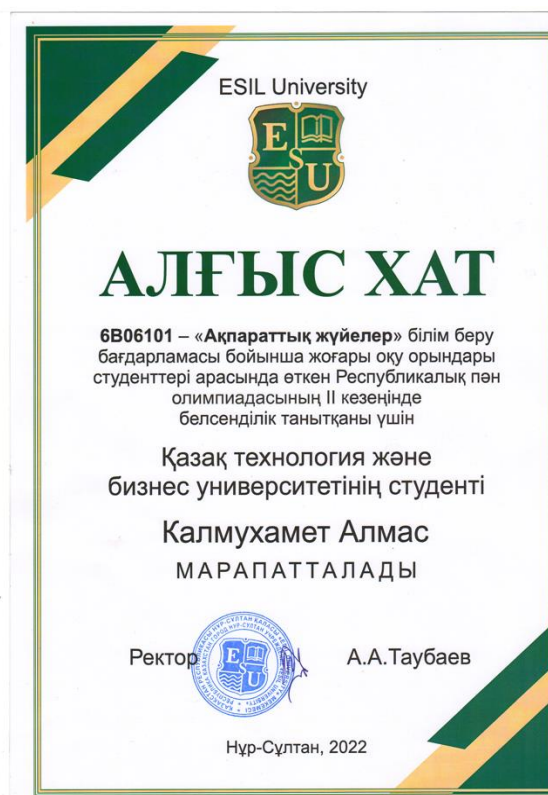 ESIL University
E S U
АЛҒЫС ХАТ
6В06101 – «Ақпараттық жүйелер» білім беру
бағдарламасы бойынша жоғары оқу орындары
студенттері арасында өткен Республикалық пән
олимпиадасының ІІ кезеңінде
белсенділік танытқаны үшін
Қазақ технология және
бизнес университетінің студенті
Калмухамет Алмас
МАРАПАТТАЛАДЫ
Ректор
E S U
А.А.Таубаев
Нұр-Сұлтан, 2022